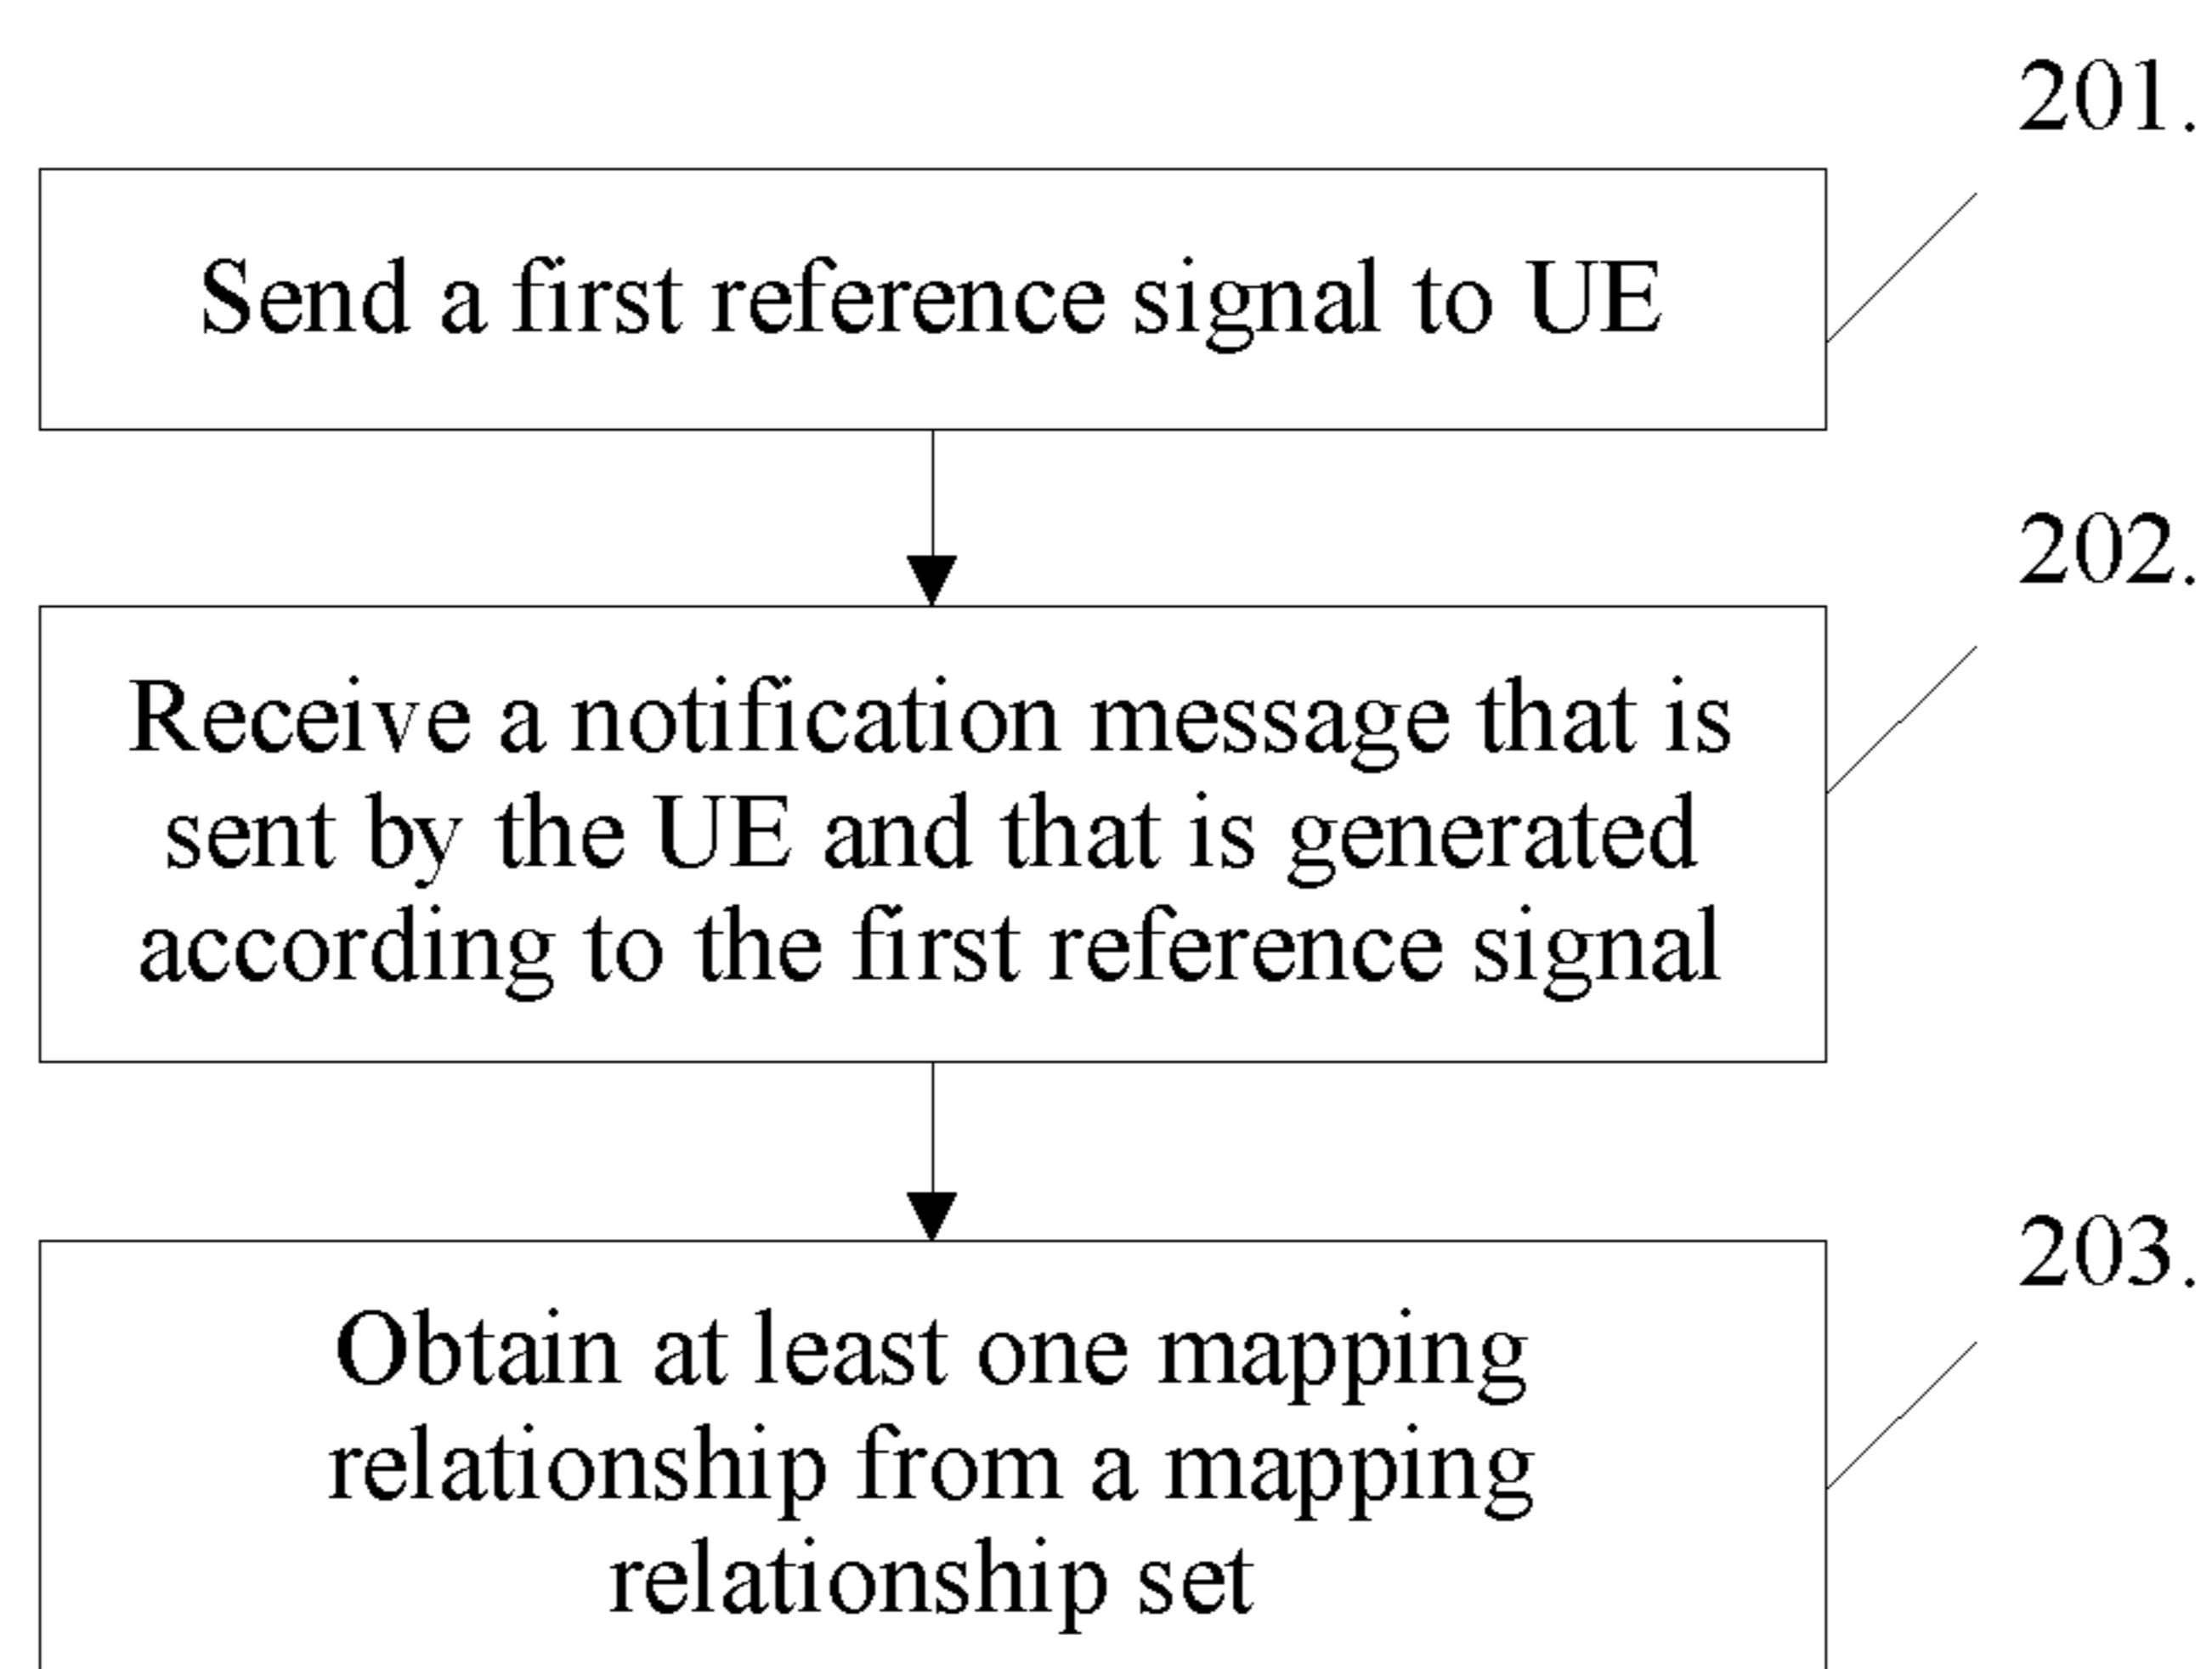 201.
Send a first reference signal to UE
202.
Receive a notification message that is
sent by the UE and that is generated
according to the first reference signal
203.
Obtain at least one mapping
relationship from a mapping
relationship set